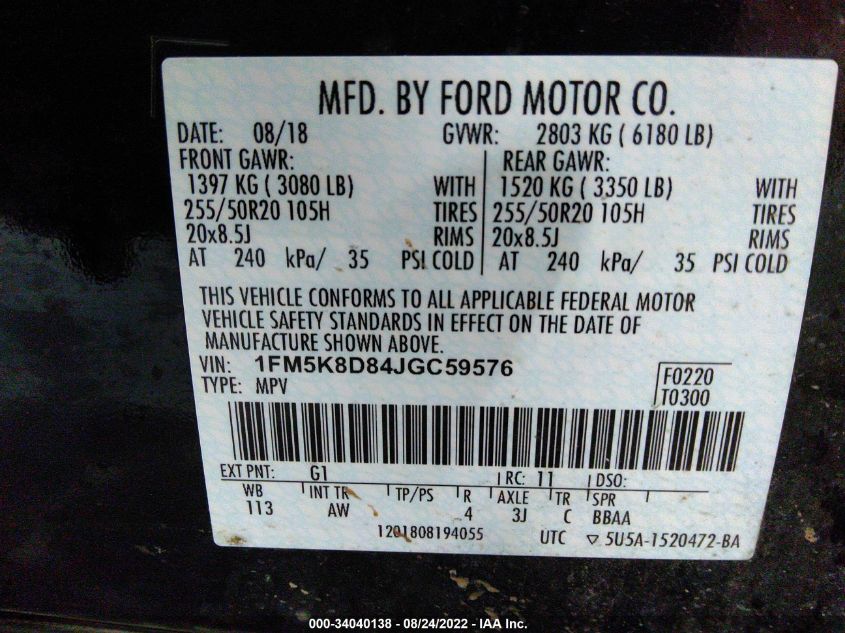 MFD. BY FORD MOTOR CO.
DATE: 08/18 GVWR: 2803 KG ( 6180 LB)
FRONT GAWR: REAR GAWR:
1397 KG ( 3080 LB) WITH 1520 KG ( 3350 LB) WITH
255/50R20 105H TIRES 255/50R20 105H TIRES
20x8.5J RIMS 20x8.5J RIMS
AT 240 kPa/ 35 PSI COLD AT 240 kPa/ 35 PSI COLD
THIS VEHICLE CONFORMS TO ALL APPLICABLE FEDERAL MOTOR
VEHICLE SAFETY STANDARDS IN EFFECT ON THE DATE OF
MANUFACTURE SHOWN ABOVE.
VIN: 1FM5K8D84JGC59576 F0220
TYPE: MPV T0300
EXT PNT: G1 RC: 11 DSO:
WB INT TR TP/PS R AXLE TR SPR
113 AW 4 3J C BBAA
1201808194055 UTC ▽ 5U5A-1520472-BA
000-34040138 - 08/24/2022 - IAA Inc.